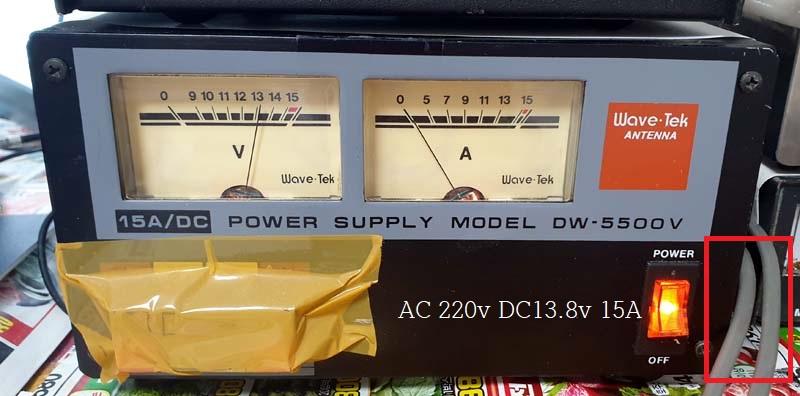 0 9 10 11 12 13 14 15
V
Wave·Tek
0 5 7 9 11 13 15
A
Wave·Tek
Wave·Tek
ANTENNA
15A/DC POWER SUPPLY MODEL DW-5500V
POWER
AC 220v DC13.8v 15A
OFF